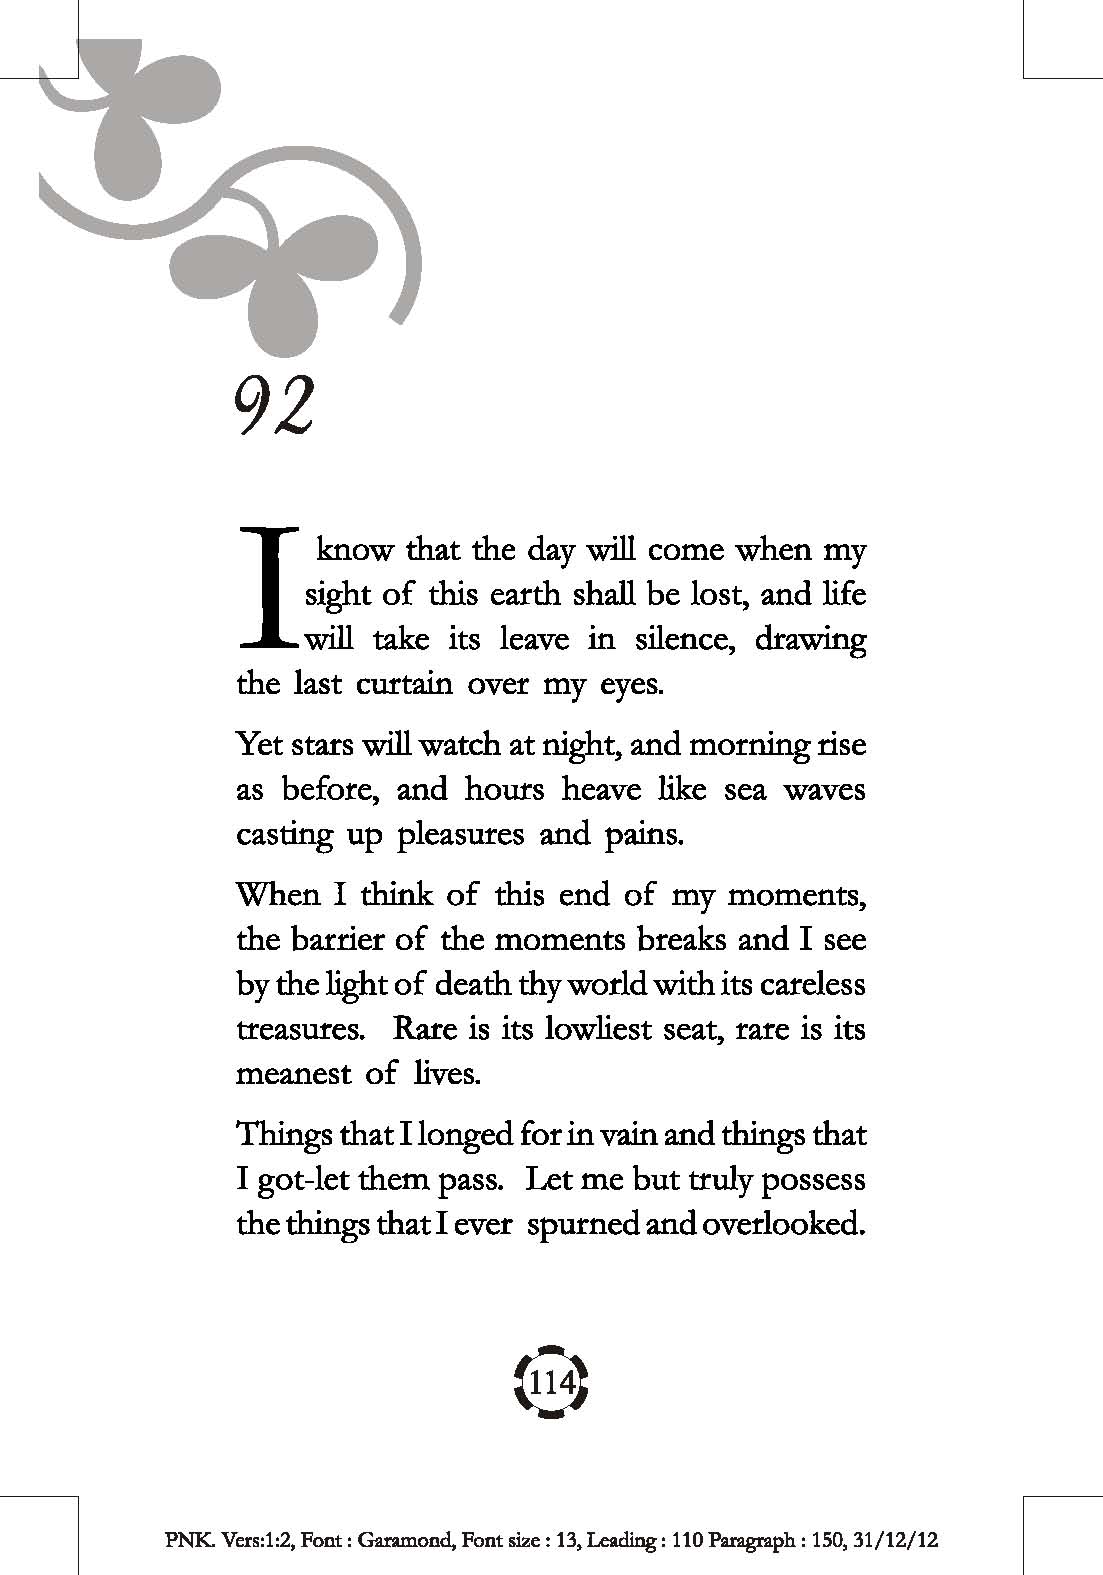 92
I know that the day will come when my
sight of this earth shall be lost, and life
will take its leave in silence, drawing
the last curtain over my eyes.
Yet stars will watch at night, and morning rise
as before, and hours heave like sea waves
casting up pleasures and pains.
When I think of this end of my moments,
the barrier of the moments breaks and I see
by the light of death thy world with its careless
treasures. Rare is its lowliest seat, rare is its
meanest of lives.
Things that I longed for in vain and things that
I got-let them pass. Let me but truly possess
the things that I ever spurned and overlooked.
114
PNK. Vers:1:2, Font : Garamond, Font size : 13, Leading : 110 Paragraph : 150, 31/12/12